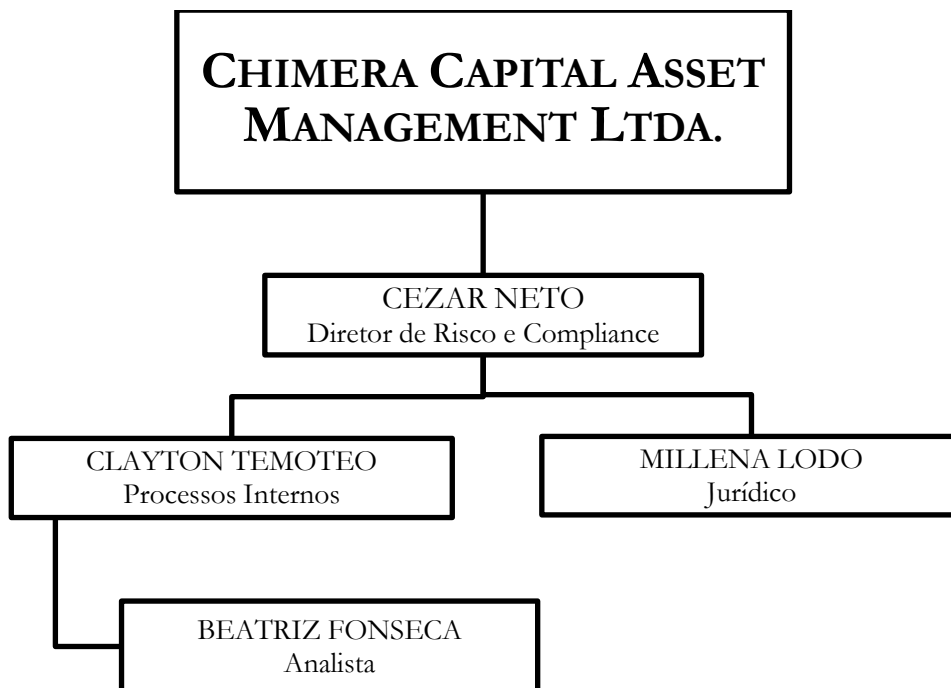 CHIMERA CAPITAL ASSET
MANAGEMENT LTDA.
CEZAR NETO
Diretor de Risco e Compliance
CLAYTON TEMOTEO
Processos Internos
MILLENA LODO
Jurídico
BEATRIZ FONSECA
Analista